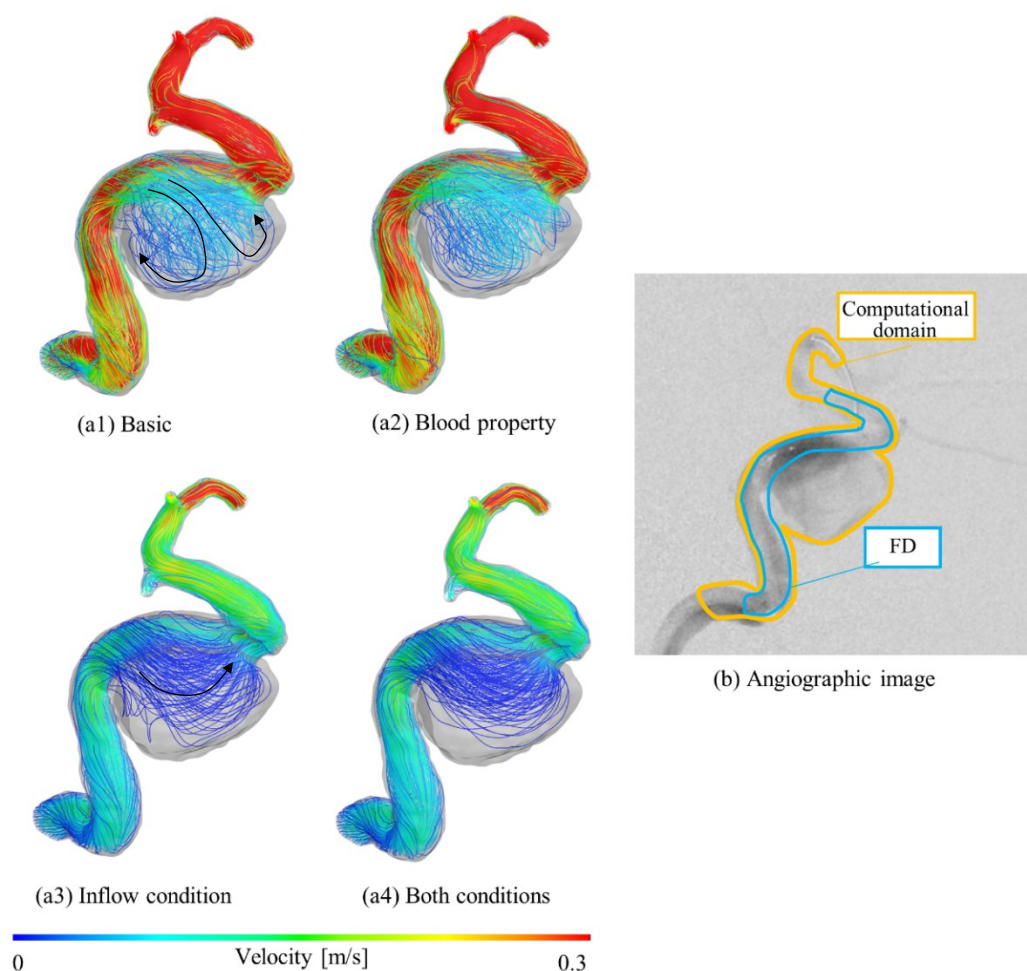 (a1) Basic
(a2) Blood property
Computational
domain
FD
(b) Angiographic image
(a3) Inflow condition
(a4) Both conditions
0
Velocity [m/s]
0.3